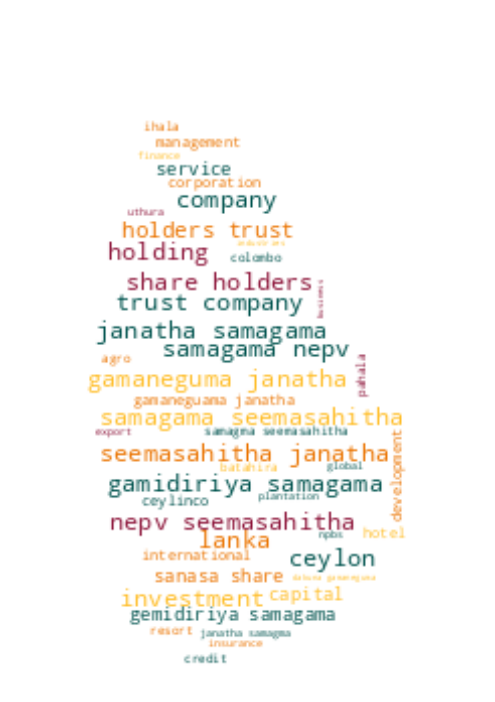 ihala
management
finance
service
corporation
company
uthura
holders trust
industries
holding
colombo
share holders
business
trust company
janatha samagama
samagama nepv
agro
pahala
gamaneguma janatha
gamaneguama janatha
samagama seemasahitha
export
samagma seemasahitha
seemasahitha janatha
batahira
global
development
gamidiriya samagama
plantation
ceylinco
nepv seemasahitha
lanka
npbs
hotel
international
ceylon
sanasa share
dakuna gamaneguma
investment
capital
gemidiriya samagama
resort
janatha samagma
insurance
credit